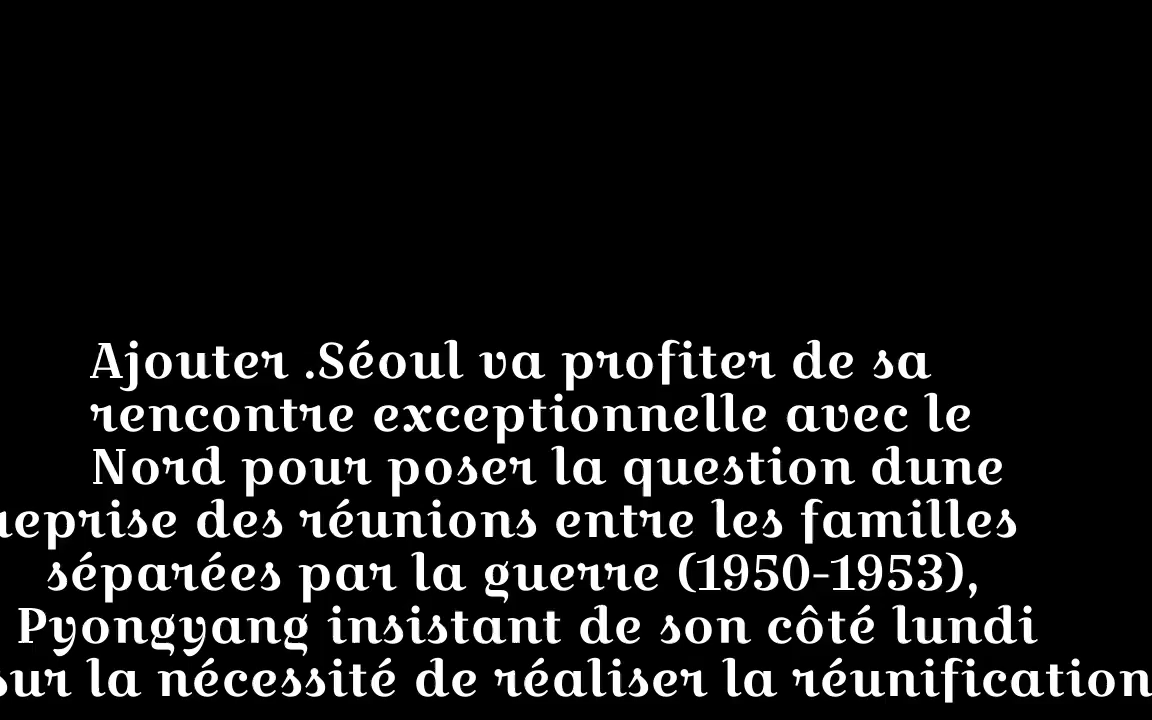 Ajouter .Séoul va profiter de sa
rencontre exceptionnelle avec le
Nord pour poser la question dune
reprise des réunions entre les familles
séparées par la guerre (1950-1953),
Pyongyang insistant de son côté lundi
sur la nécessité de réaliser la réunification